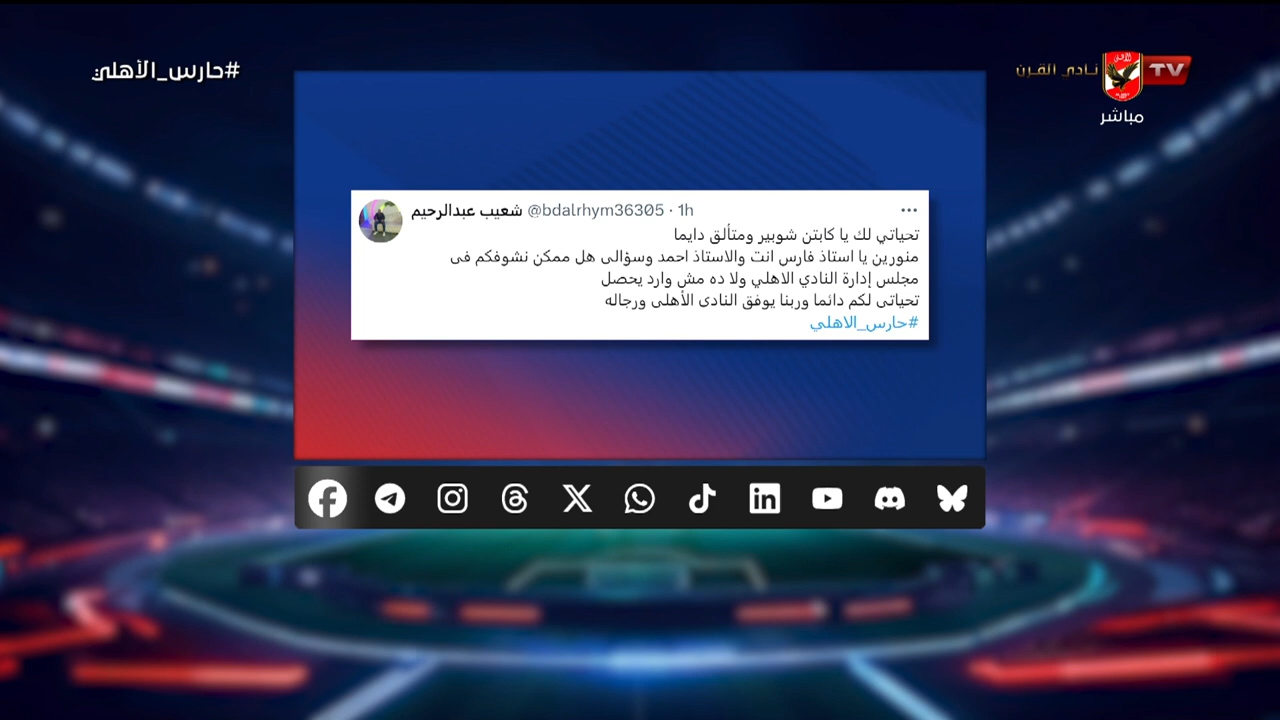 #حارس_الأهلي
نادي القرن
TV
مباشر
شعيب عبدالرحيم @bdalrhym36305 · 1h
تحياتي لك يا كابتن شوبير ومتألق دايما
منورين يا استاذ فارس انت والاستاذ احمد وسؤالى هل ممكن نشوفكم فى
مجلس إدارة النادي الاهلي ولا ده مش وارد يحصل
تحياتى لكم دائما وربنا يوفق النادى الأهلى ورجاله
#حارس_الاهلي